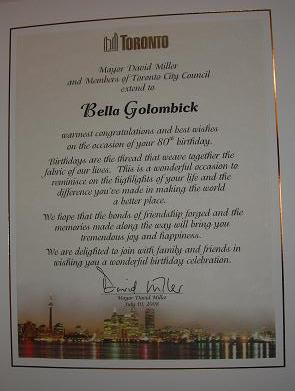 TORONTO
Mayor David Miller
and Members of Toronto City Council
extend to
Bella Golombick
warmest congratulations and best wishes
on the occasion of your 80th birthday.
Birthdays are the thread that weave together the
fabric of our lives. This is a wonderful occasion to
reminisce on the highlights of your life and the
difference you've made in making the world
a better place.
We hope that the bonds of friendship forged and the
memories made along the way will bring you
tremendous joy and happiness.
We are delighted to join with family and friends in
wishing you a wonderful birthday celebration.
David Miller
Mayor David Miller
July 10, 2008